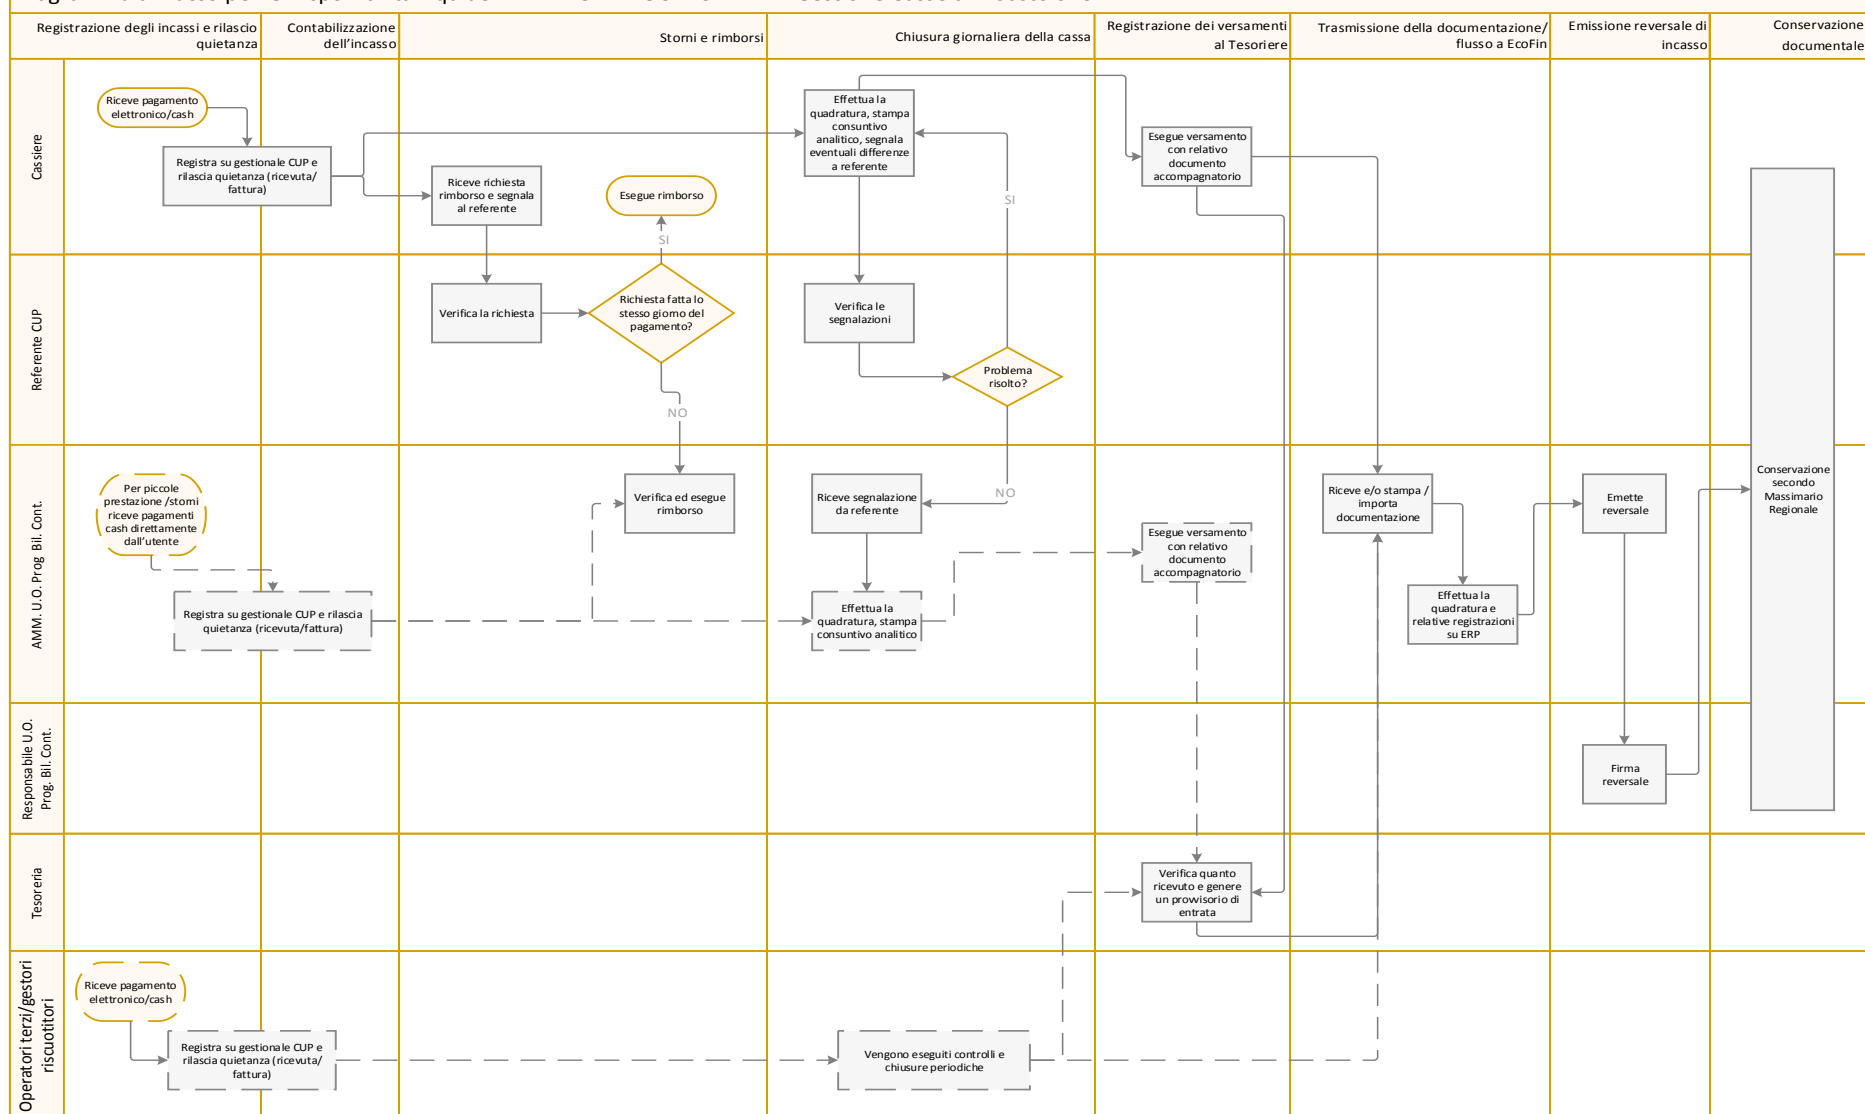 Registrazione degli incassi e rilascio
quietanza
Contabilizzazione
dell'incasso
Storni e rimborsi
Chiusura giornaliera della cassa
Registrazione dei versamenti
al Tesoriere
Trasmissione della documentazione/
flusso a EcoFin
Emissione reversale di
incasso
Conservazione
documentale
Cassiere
Riceve pagamento
elettronico/cash
Registra su gestionale CUP e
rilascia quietanza (ricevuta/
fattura)
Riceve richiesta
rimborso e segnala
al referente
Esegue rimborso
SI
Effettua la
quadratura, stampa
consuntivo
analitico, segnala
eventuali differenze
a referente
SI
Esegue versamento
con relativo
documento
accompagnatorio
Referente CUP
Verifica la richiesta
Richiesta fatta lo
stesso giorno del
pagamento?
NO
Verifica le
segnalazioni
Problema
risolto?
NO
AMM. U.O. Prog Bil. Cont.
Per piccole
prestazione /storni
riceve pagamenti
cash direttamente
dall'utente
Registra su gestionale CUP e rilascia
quietanza (ricevuta/fattura)
Verifica ed esegue
rimborso
Riceve segnalazione
da referente
Effettua la
quadratura, stampa
consuntivo analitico
Esegue versamento
con relativo
documento
accompagnatorio
Riceve e/o stampa /
importa
documentazione
Effettua la
quadratura e
relative registrazioni
su ERP
Emette
reversale
Conservazione
secondo
Massimario
Regionale
Responsabile U.O.
Prog. Bil. Cont.
Firma
reversale
Tesoreria
Verifica quanto
ricevuto e genere
un provvisorio di
entrata
Operatori terzi/gestori
riscuotitori
Riceve pagamento
elettronico/cash
Registra su gestionale CUP e
rilascia quietanza (ricevuta/
fattura)
Vengono eseguiti controlli e
chiusure periodiche